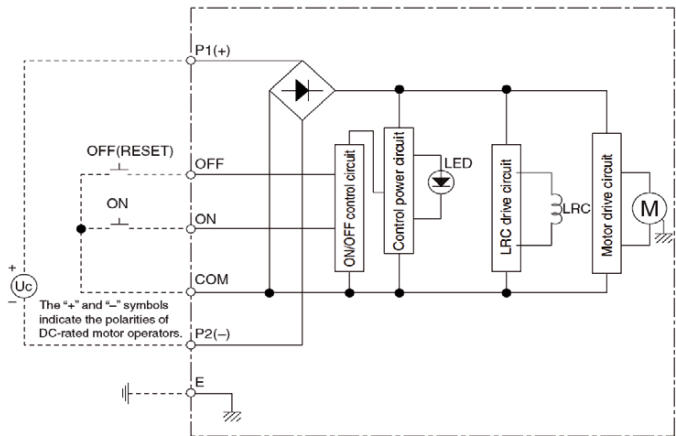 P1(+)
OFF(RESET)
OFF
ON
ON
COM
+
Uc
–
The "+" and "–" symbols
indicate the polarities of
DC-rated motor operators.
P2(–)
E
ON/OFF control circuit
Control power circuit
LED
LRC drive circuit
LRC
Motor drive circuit
M